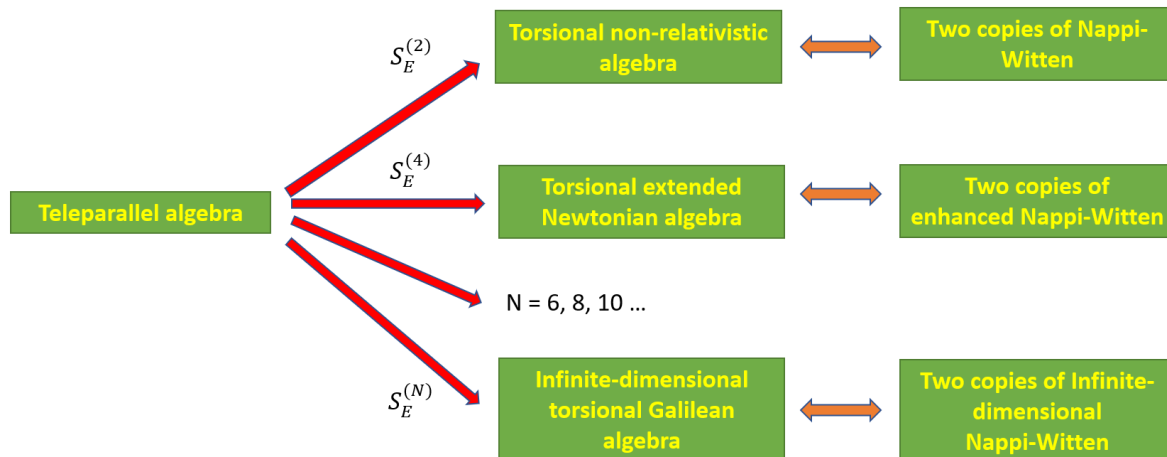 S_E^{(2)}
Torsional non-relativistic
algebra
Two copies of Nappi-
Witten
Teleparallel algebra
S_E^{(4)}
Torsional extended
Newtonian algebra
Two copies of
enhanced Nappi-Witten
N = 6, 8, 10 ...
S_E^{(N)}
Infinite-dimensional
torsional Galilean
algebra
Two copies of Infinite-
dimensional
Nappi-Witten